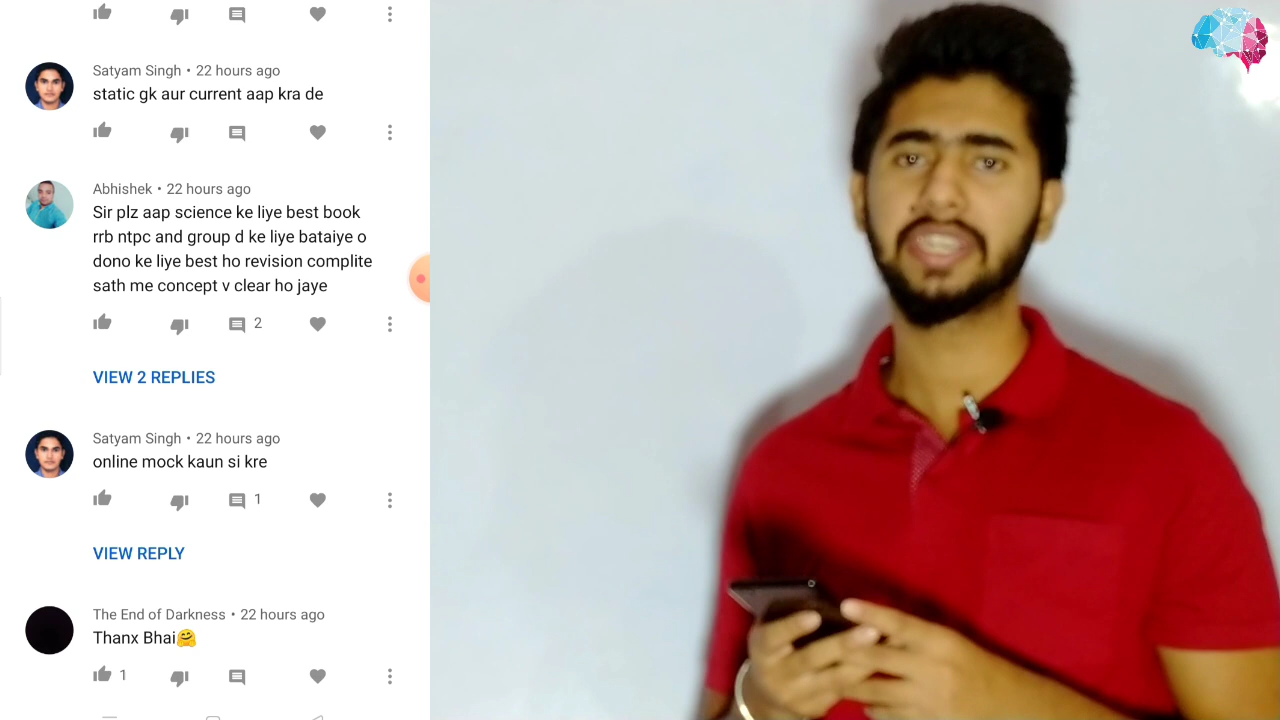 Satyam Singh • 22 hours ago
static gk aur current aap kra de
Abhishek • 22 hours ago
Sir plz aap science ke liye best book
rrb ntpc and group d ke liye bataiye o
dono ke liye best ho revision complite
sath me concept v clear ho jaye
2
VIEW 2 REPLIES
Satyam Singh • 22 hours ago
online mock kaun si kre
1
VIEW REPLY
The End of Darkness • 22 hours ago
Thanx Bhai🤗
1